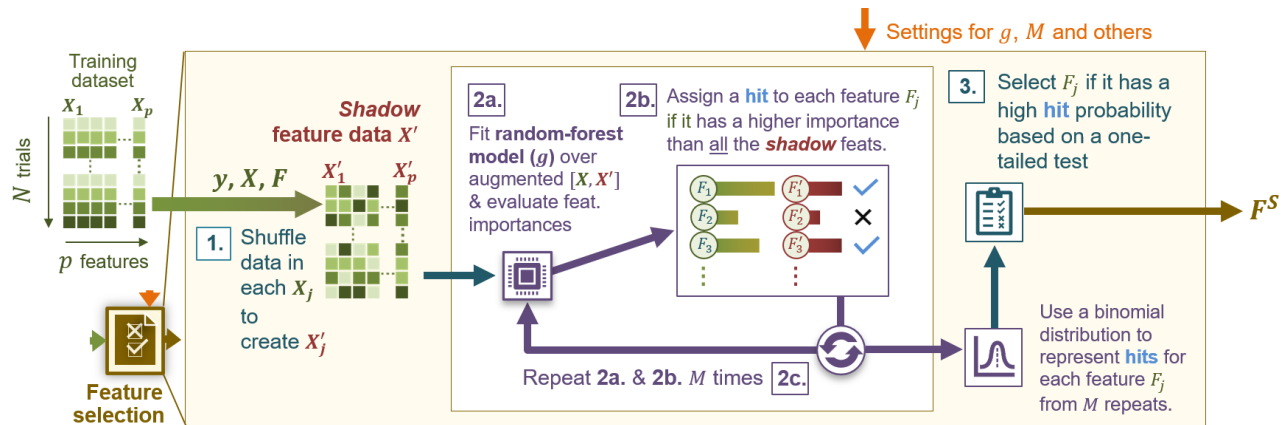 Settings for g, M and others
Training
dataset
X₁ Xₚ
N trials
p features
Feature
selection
y, X, F
1. Shuffle
data in
each Xⱼ
to
create X′ⱼ
Shadow
feature data X′
X′₁ X′ₚ
2a.
Fit random-forest
model (g) over
augmented [X, X′]
& evaluate feat.
importances
2b. Assign a hit to each feature Fⱼ
if it has a higher importance
than all the shadow feats.
F₁ F′₁
F₂ F′₂
F₃ F′₃
Repeat 2a. & 2b. M times 2c.
3. Select Fⱼ if it has a
high hit probability
based on a one-
tailed test
Use a binomial
distribution to
represent hits for
each feature Fⱼ
from M repeats.
Fˢ